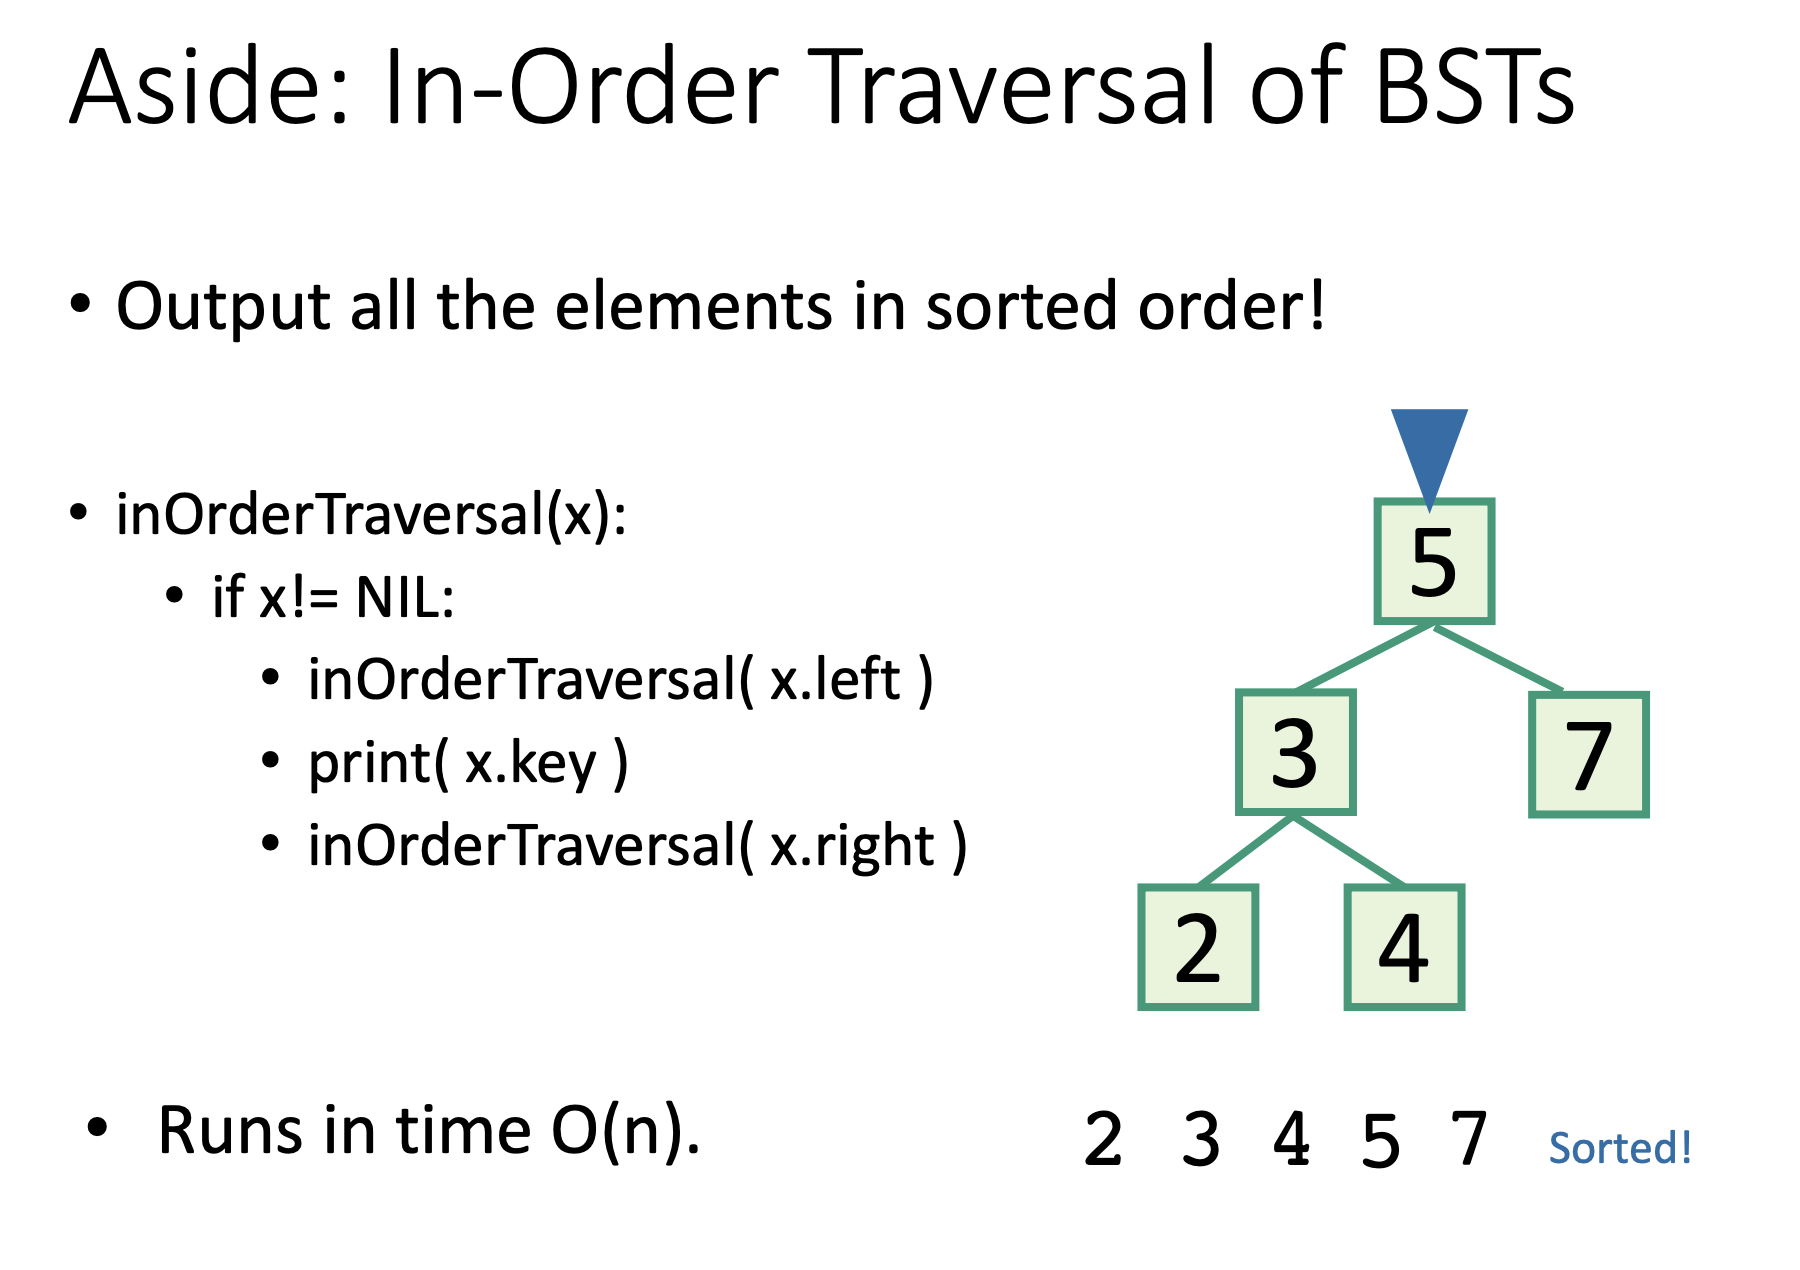 Aside: In-Order Traversal of BSTs
• Output all the elements in sorted order!
• inOrderTraversal(x):
• if x!= NIL:
• inOrderTraversal( x.left )
• print( x.key )
• inOrderTraversal( x.right )
5
3 7
2 4
• Runs in time O(n).
2 3 4 5 7 Sorted!